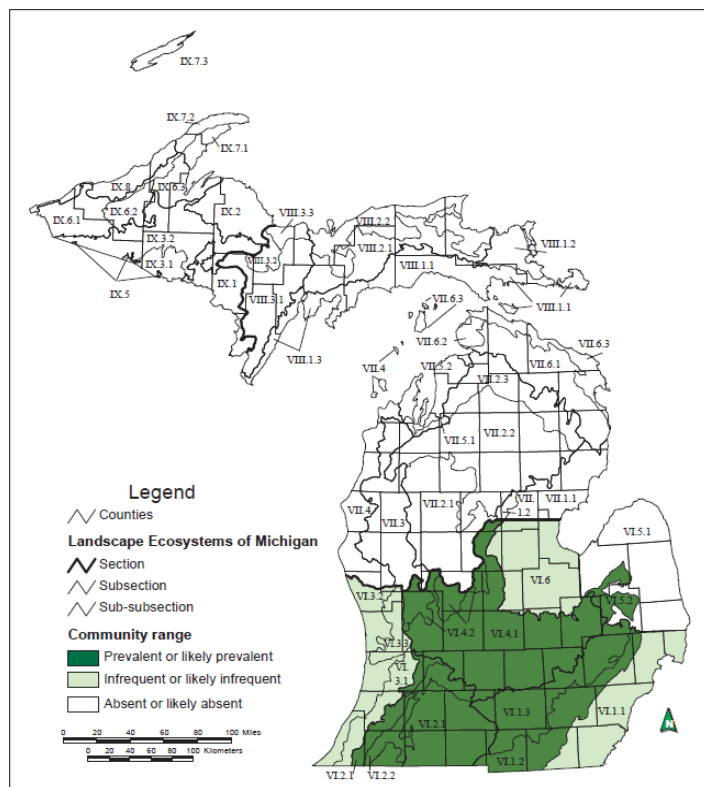 IX.7.3
IX.7.2
IX.7.1
IX.8
IX.6.3
IX.6.2
IX.2
IX.6.1
VIII.3.3
VIII.2.2
IX.3.2
VIII.2.1
VIII.1.2
IX.3.1
VIII.3.2
VIII.1.1
IX.5
IX.1
VIII.3.1
VII.6.3
VIII.1.1
VII.6.2
VII.6.3
VIII.1.3
VII.4
VII.5.2
VII.6.1
VII.2.3
VII.5.1
VII.2.2
Legend
Counties
Landscape Ecosystems of Michigan
Section
Subsection
Sub-subsection
Community range
Prevalent or likely prevalent
Infrequent or likely infrequent
Absent or likely absent
0 20 40 60 80 100 Miles
0 20 40 60 80 100 Kilometers
VII.4
VII.3
VII.2.1
VII.
1.2
VII.1.1
VI.5.1
VI.3.2
VI.6
VI.5.2
VI.4.2
VI.4.1
VI.3.3
VI.
3.1
VI.2.1
VI.1.3
VI.1.1
VI.1.2
VI.2.1
VI.2.2
N